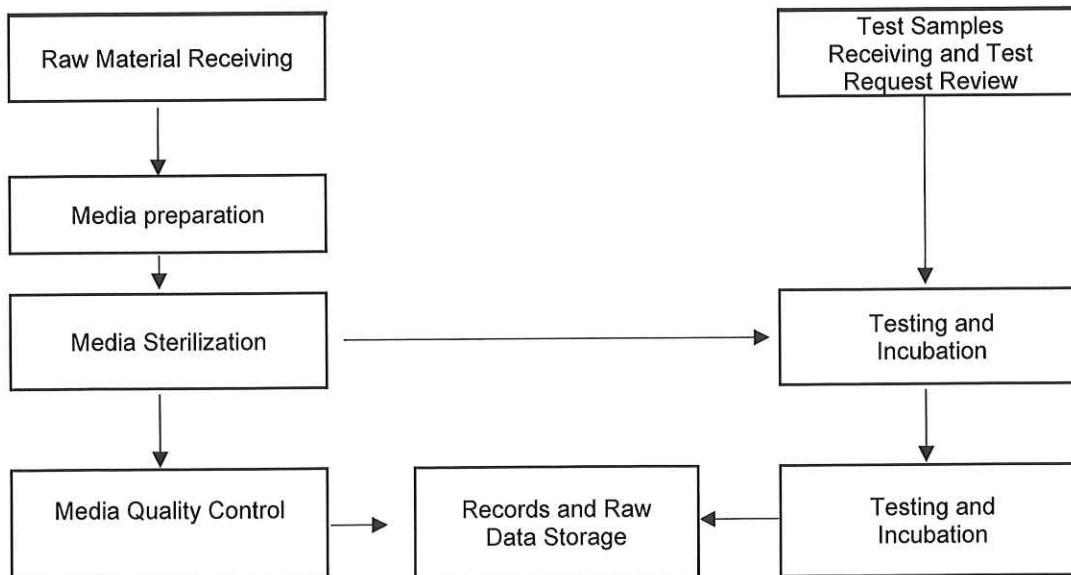 Raw Material Receiving
Test Samples
Receiving and Test
Request Review
Media preparation
Media Sterilization
Testing and
Incubation
Media Quality Control
Records and Raw
Data Storage
Testing and
Incubation